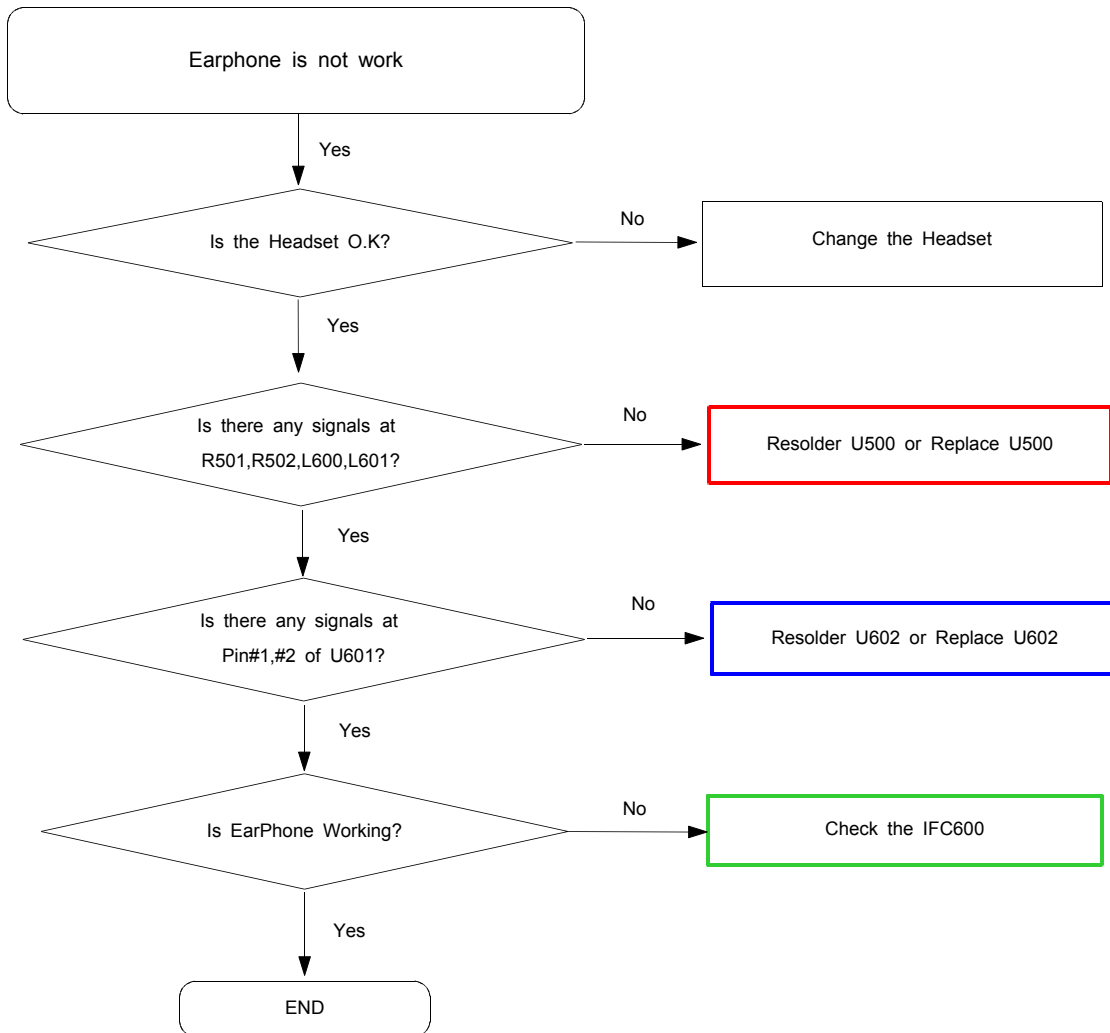 Earphone is not work
Yes
Is the Headset O.K?
No
Change the Headset
Yes
Is there any signals at
R501,R502,L600,L601?
No
Resolder U500 or Replace U500
Yes
Is there any signals at
Pin#1,#2 of U601?
No
Resolder U602 or Replace U602
Yes
Is EarPhone Working?
No
Check the IFC600
Yes
END